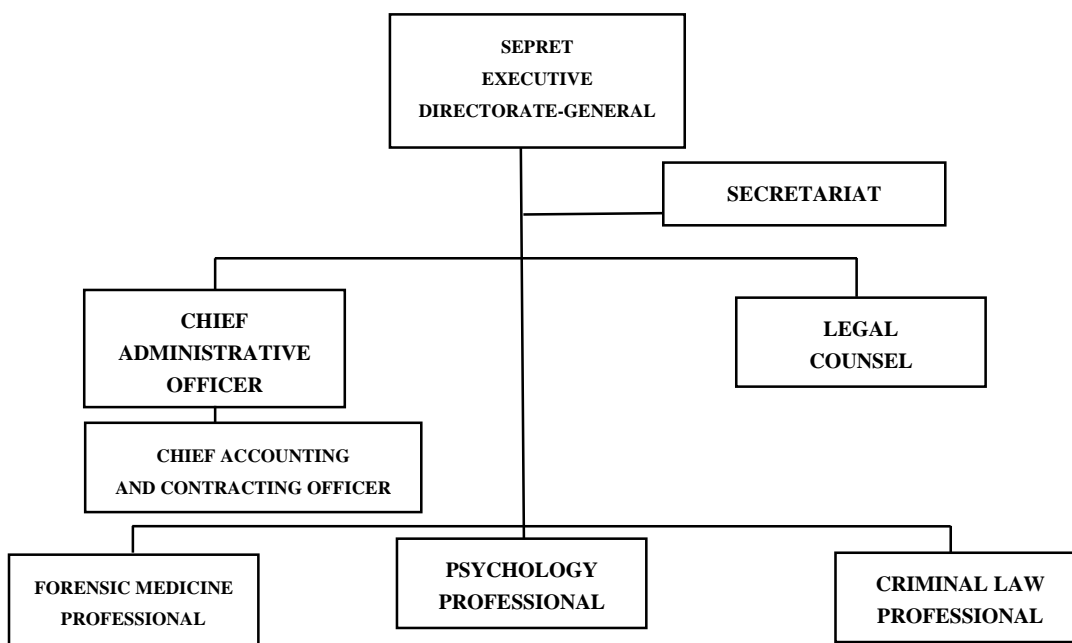 SEPRET
EXECUTIVE
DIRECTORATE-GENERAL
SECRETARIAT
CHIEF
ADMINISTRATIVE
OFFICER
LEGAL
COUNSEL
CHIEF ACCOUNTING
AND CONTRACTING OFFICER
FORENSIC MEDICINE
PROFESSIONAL
PSYCHOLOGY
PROFESSIONAL
CRIMINAL LAW
PROFESSIONAL